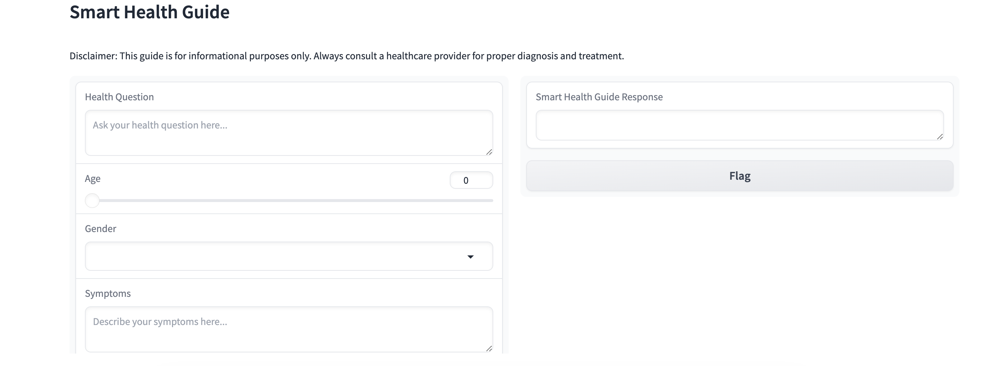 Smart Health Guide
Disclaimer: This guide is for informational purposes only. Always consult a healthcare provider for proper diagnosis and treatment.
Health Question
Ask your health question here...
Age
0
Gender
Symptoms
Describe your symptoms here...
Smart Health Guide Response
Flag